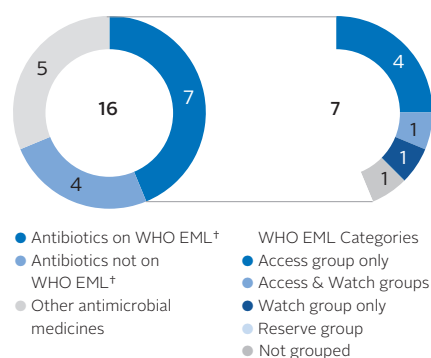 5
16
7
4
7
4
1
1
1
Antibiotics on WHO EML†
Antibiotics not on
WHO EML†
Other antimicrobial
medicines
WHO EML Categories
Access group only
Access & Watch groups
Watch group only
Reserve group
Not grouped